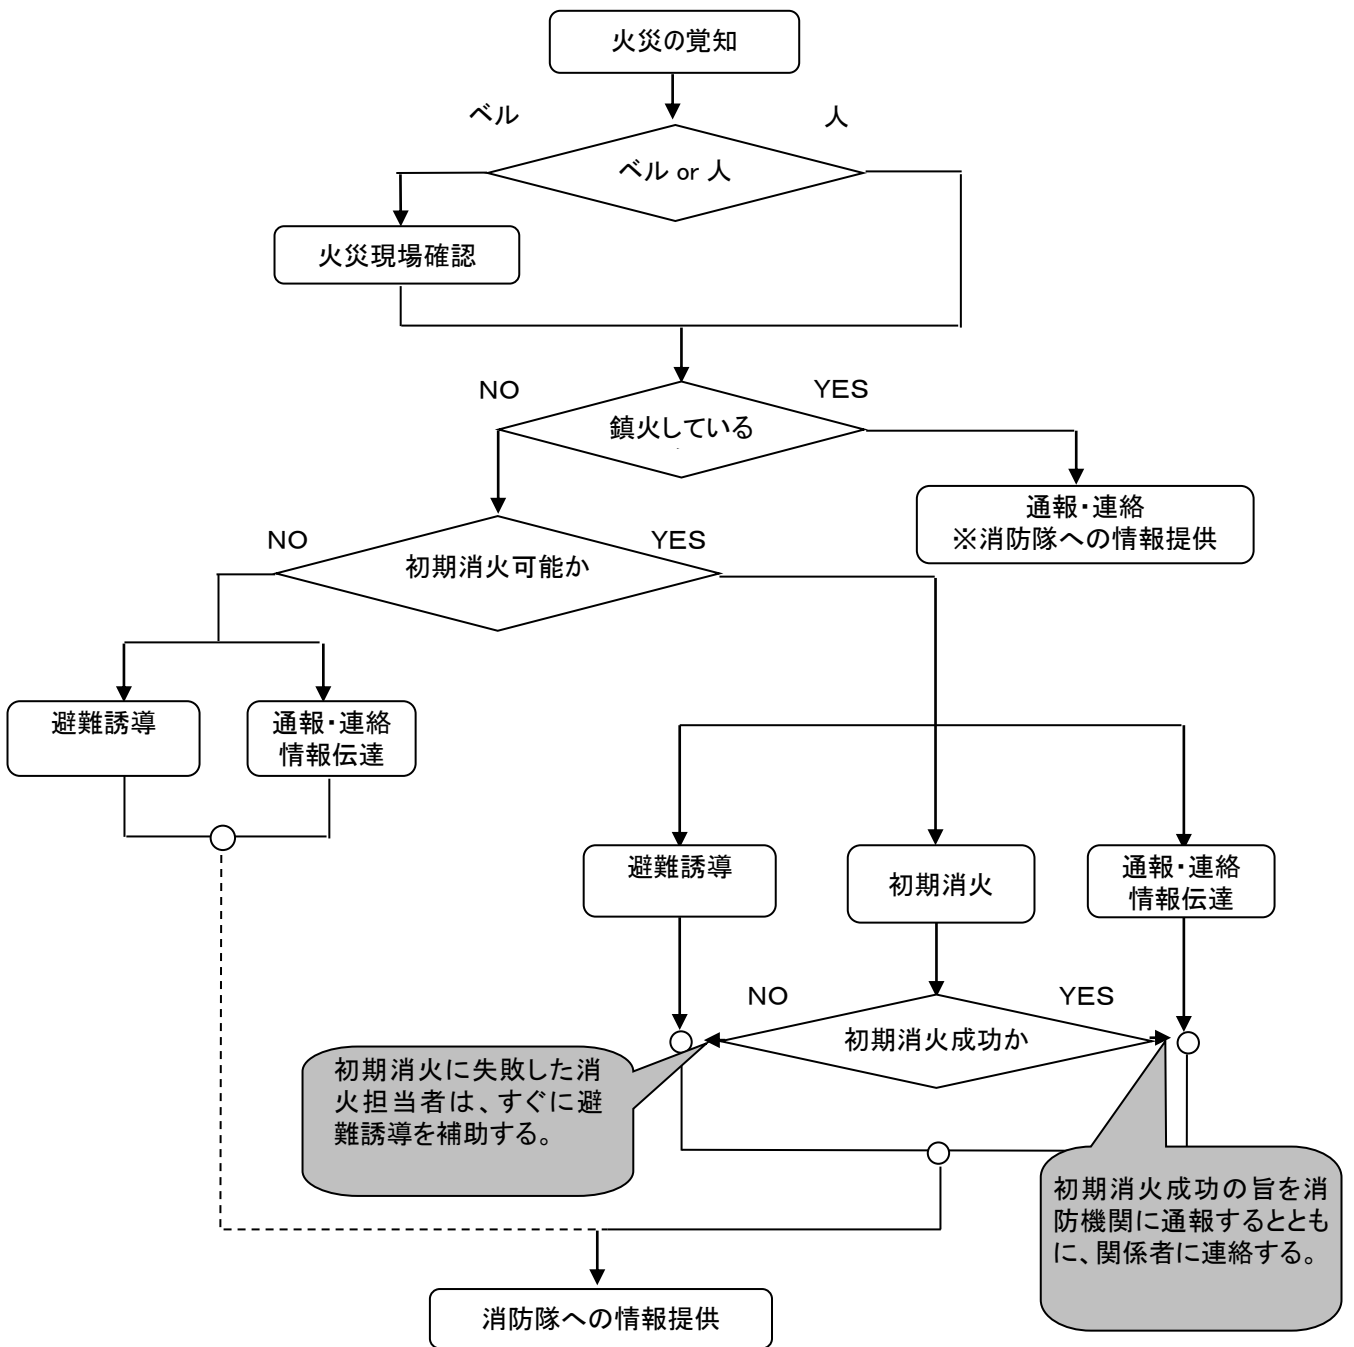 火災の覚知
ベル
人
ベル or 人
火災現場確認
NO
YES
鎮火している
通報・連絡
※消防隊への情報提供
NO
YES
初期消火可能か
避難誘導
通報・連絡
情報伝達
避難誘導
初期消火
通報・連絡
情報伝達
NO
YES
初期消火成功か
初期消火に失敗した消
火担当者は、すぐに避
難誘導を補助する。
初期消火成功の旨を消
防機関に通報するととも
に、関係者に連絡する。
消防隊への情報提供